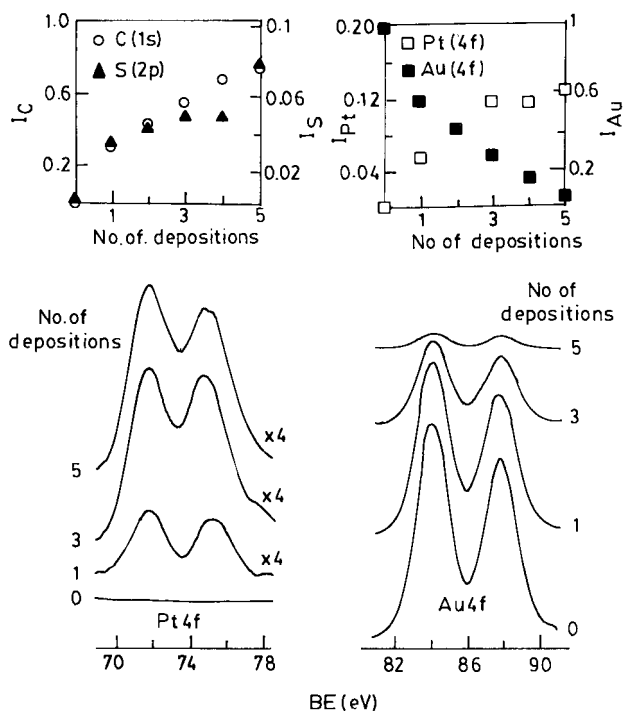 1.0
0.6
0.2
I_C
○ C (1s)
▲ S (2p)
0.1
0.06
0.02
I_S
1 3 5
No. of. depositions
0.20
0.12
0.04
I_Pt
□ Pt (4f)
■ Au (4f)
1
0.6
0.2
I_Au
1 3 5
No of depositions
No. of
depositions
5
3
1
0
x4
x4
x4
Pt 4f
70 74 78
No of
depositions
5
3
1
0
Au 4f
82 86 90
BE (eV)